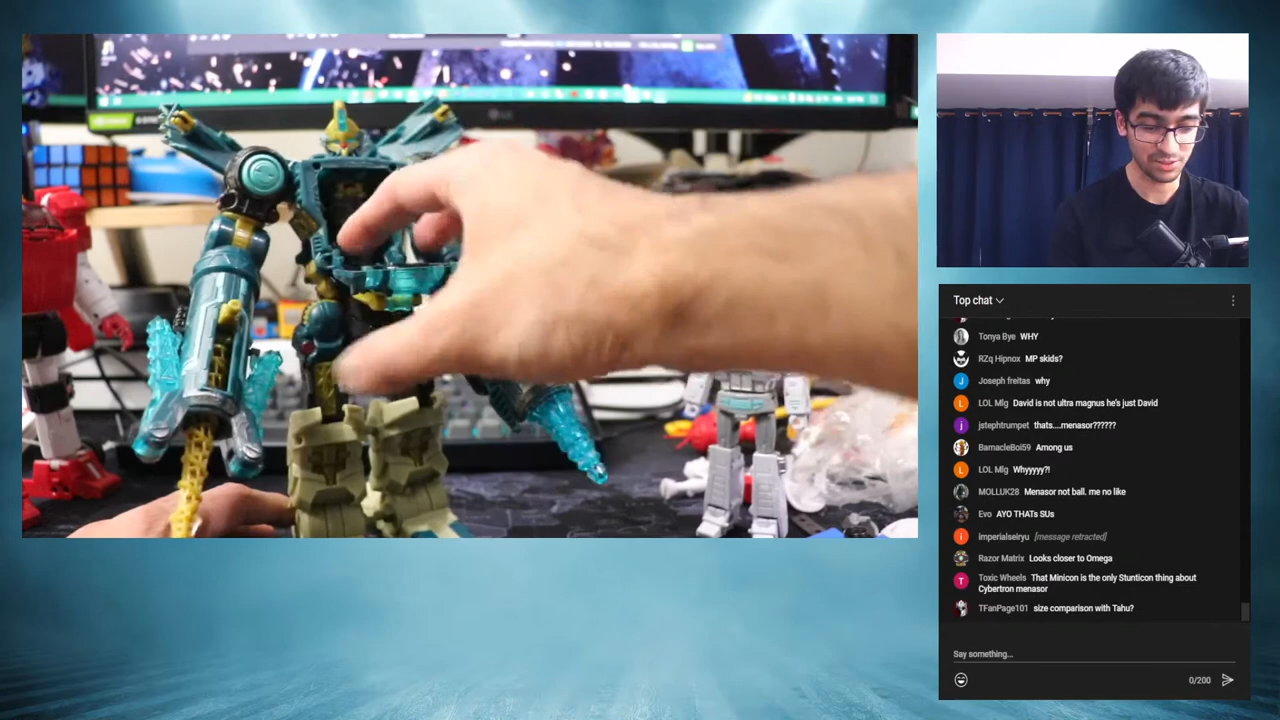 LG
Top chat
Tonya Bye WHY
RZq Hipnox MP skids?
Joseph freitas why
LOL Mlg David is not ultra magnus he's just David
jstephtrumpet thats....menasor??????
BarnacleBoi59 Among us
LOL Mlg Whyyyyy?!
MOLLUK28 Menasor not ball. me no like
Evo AYO THATs SUs
imperialseiryu [message retracted]
Razor Matrix Looks closer to Omega
Toxic Wheels That Minicon is the only Stunticon thing about
Cybertron menasor
TFanPage101 size comparison with Tahu?
Say something...
0/200